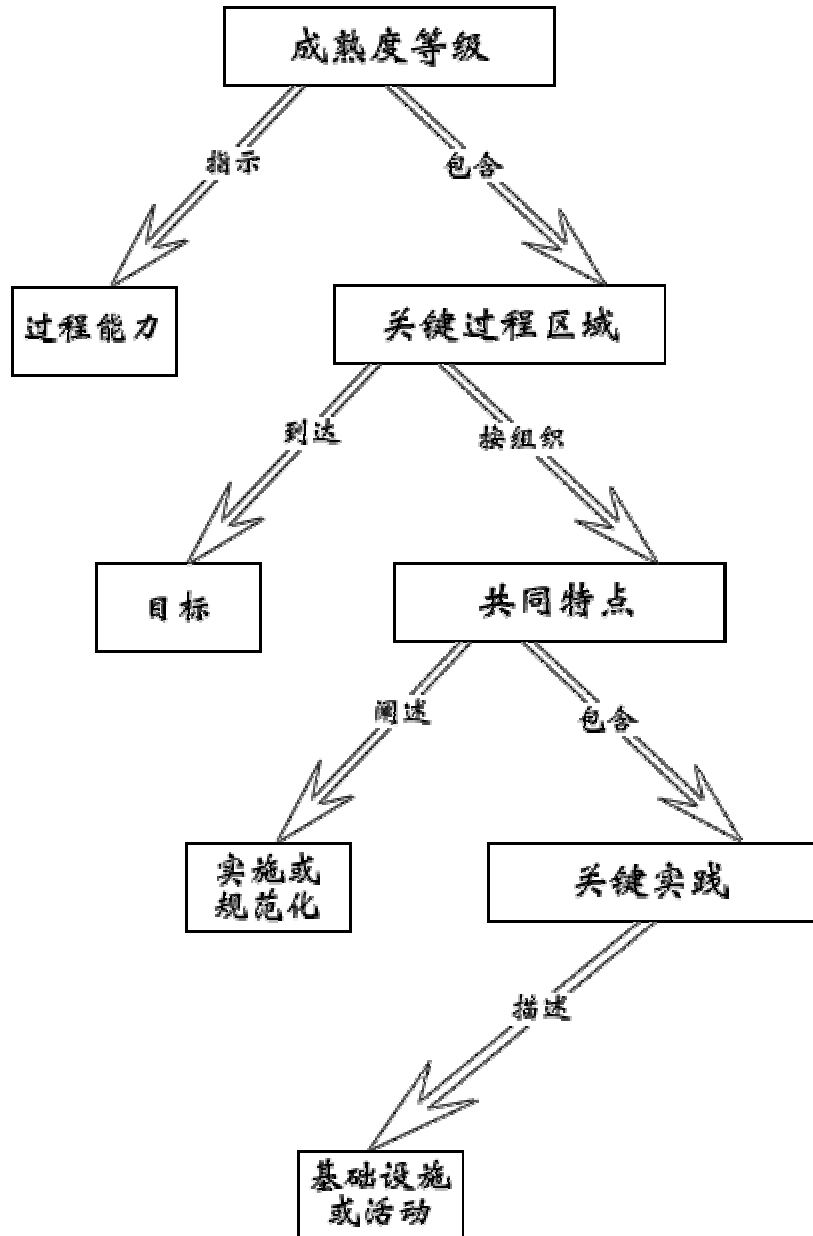 成熟度等级
指示
包含
过程能力
关键过程区域
到达
按组织
目标
共同特点
阐述
包含
实施或
规范化
关键实践
描述
基础设施
或活动